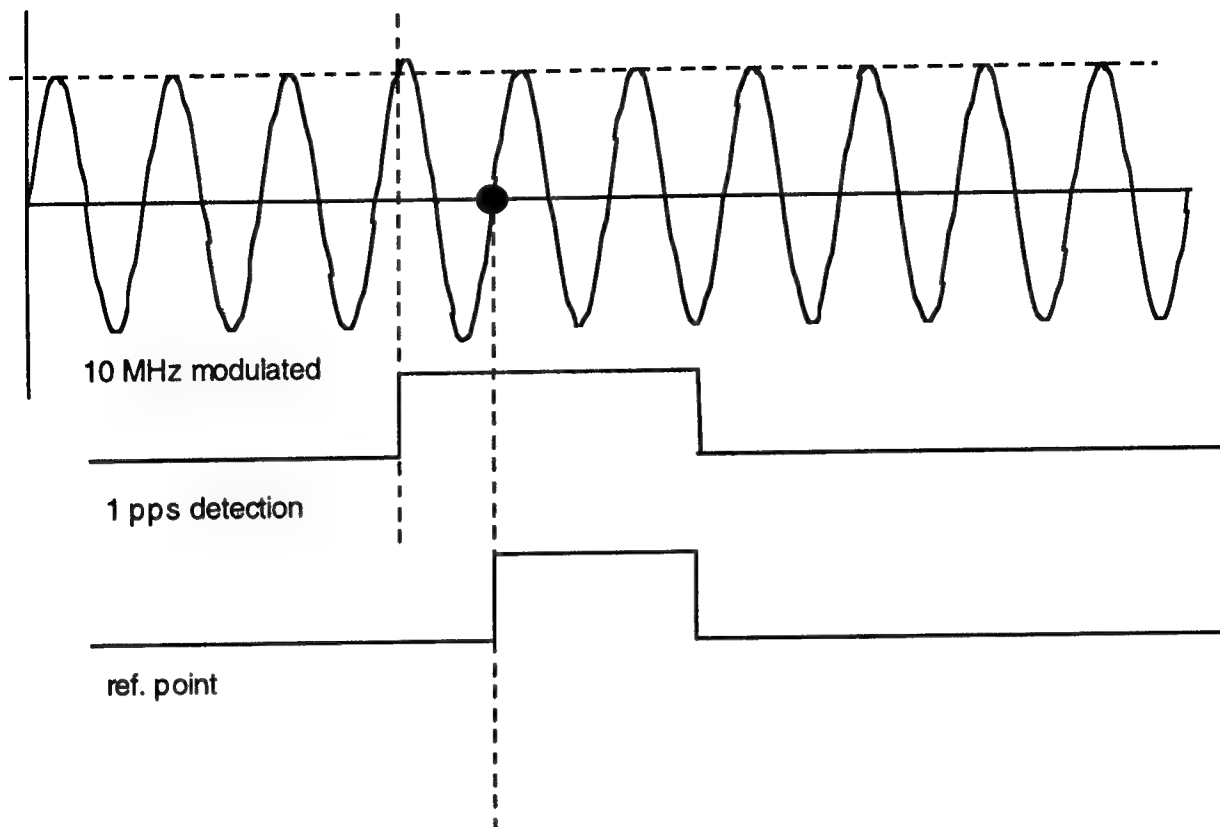 10 MHz modulated
1 pps detection
ref. point